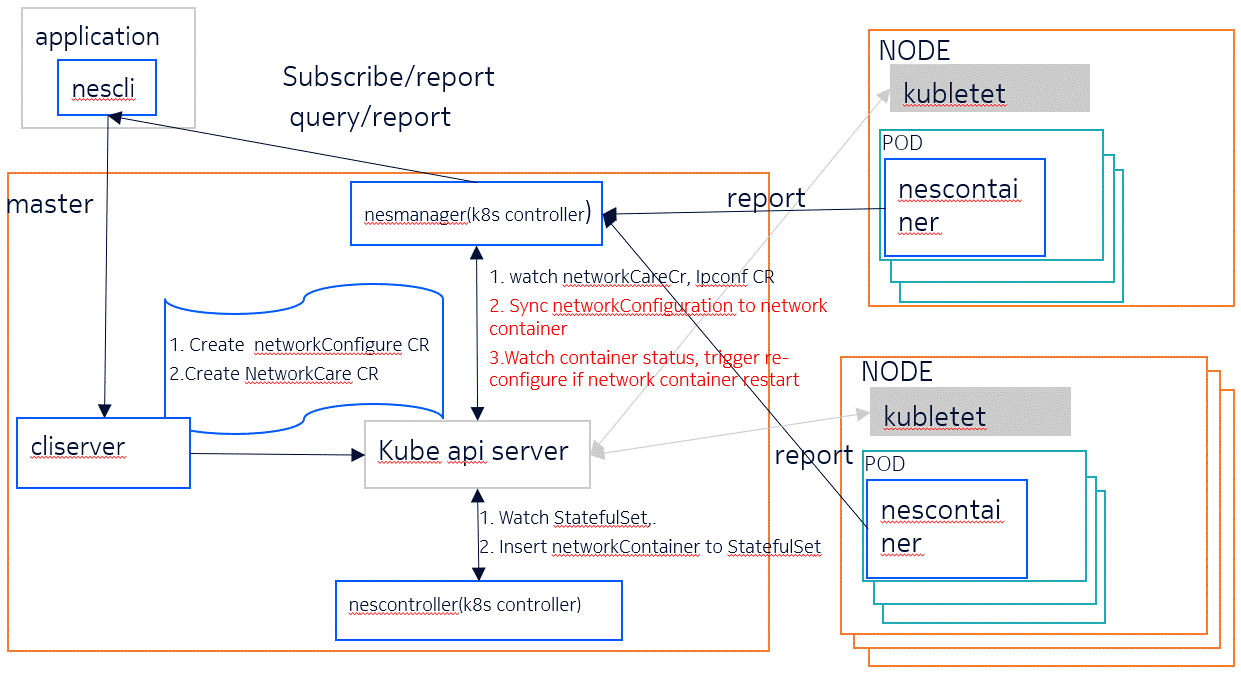 application
nescli
Subscribe/report
query/report
master
nesmanager(k8s controller)
1. watch networkCareCr, Ipconf CR
2. Sync networkConfiguration to network
container
3.Watch container status, trigger re-
configure if network container restart
1. Create networkConfigure CR
2.Create NetworkCare CR
cliserver
Kube api server
1. Watch StatefulSet,.
2. Insert networkContainer to StatefulSet
nescontroller(k8s controller)
report
report
NODE
kubletet
POD
nescontai
ner
NODE
kubletet
POD
nescontai
ner